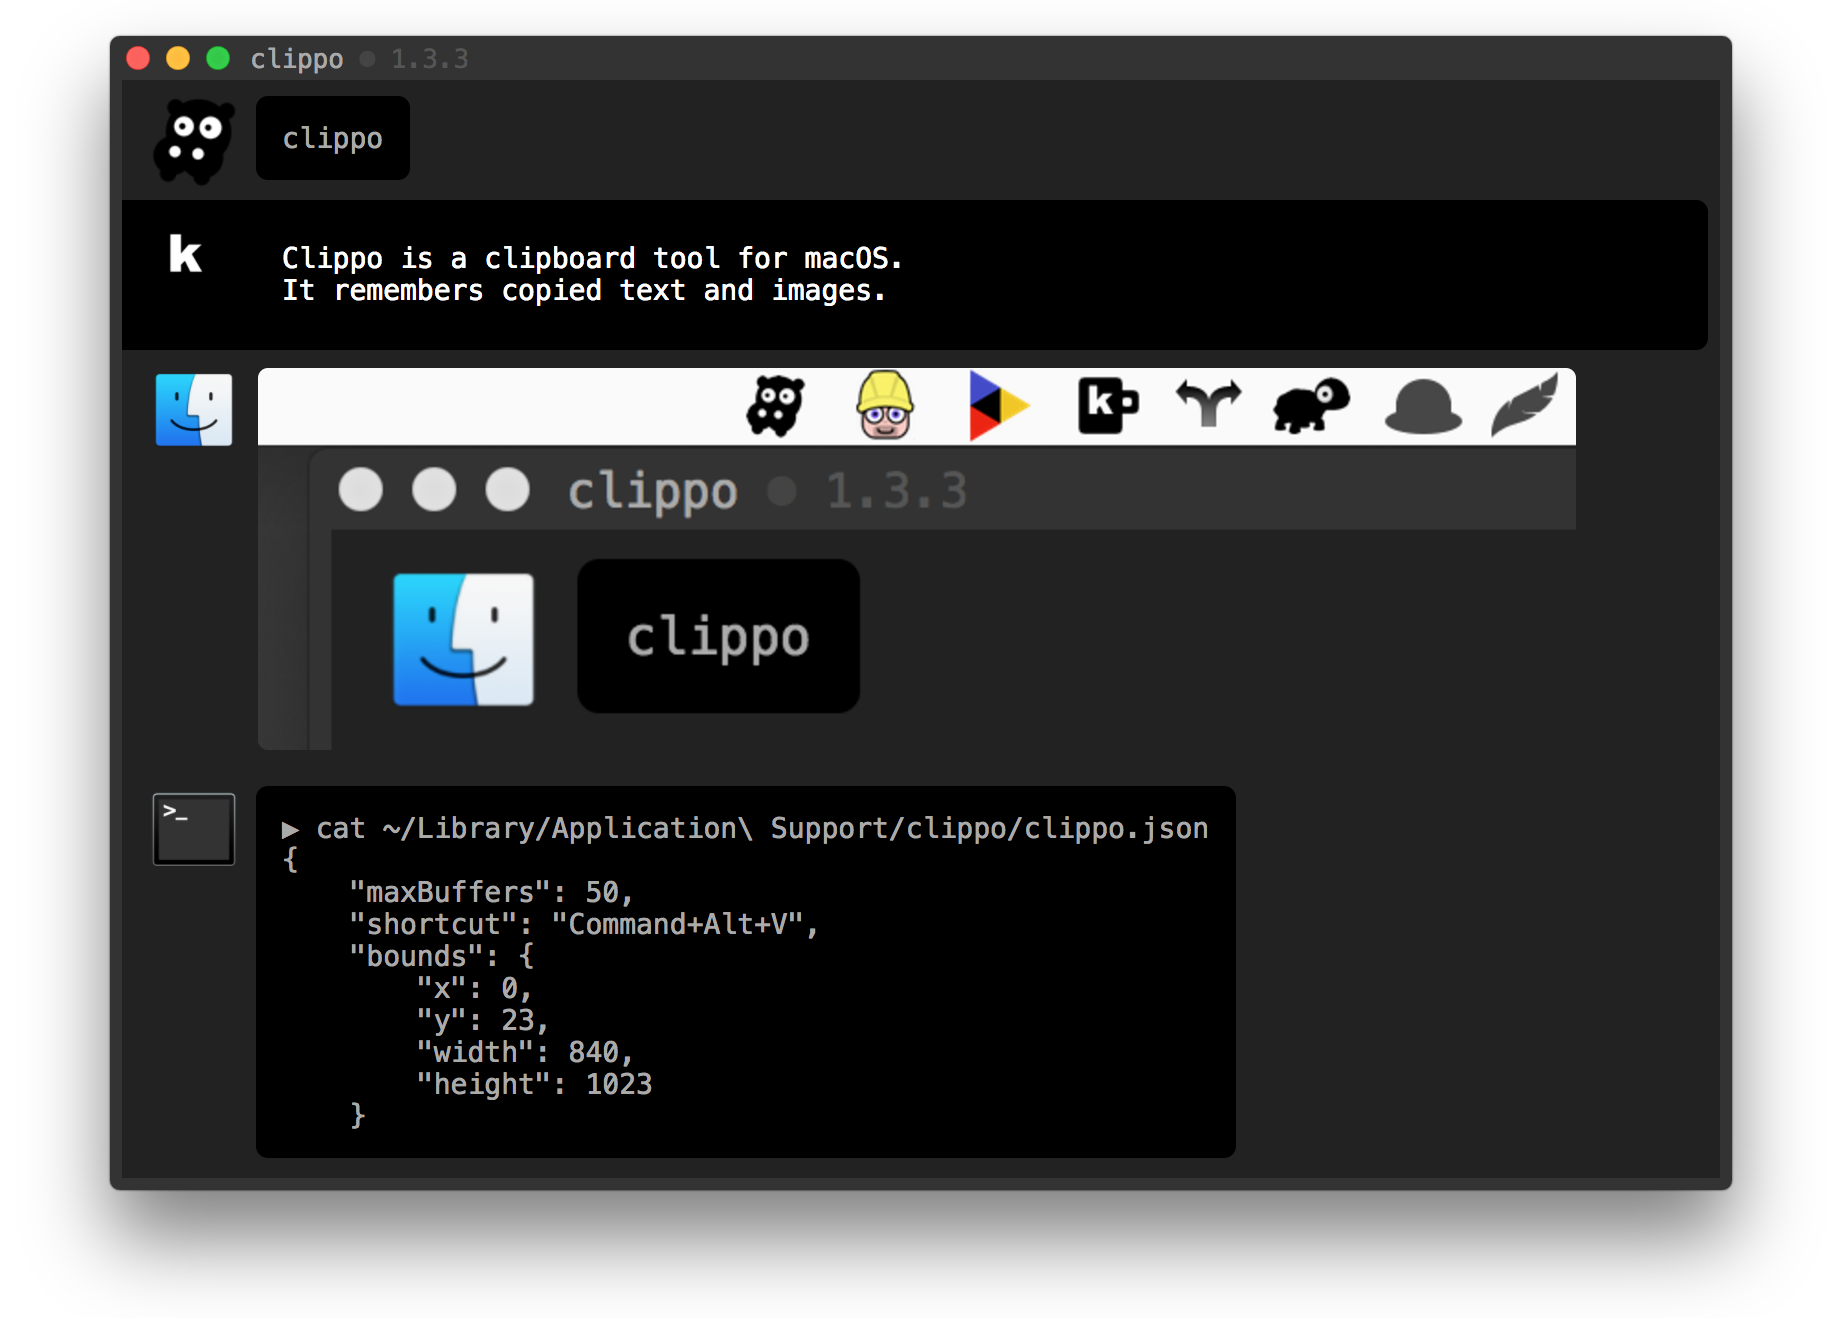 clippo ● 1.3.3
clippo
k
Clippo is a clipboard tool for macOS.
It remembers copied text and images.
k
clippo ● 1.3.3
clippo
>_
▶ cat ~/Library/Application\ Support/clippo/clippo.json
{
    "maxBuffers": 50,
    "shortcut": "Command+Alt+V",
    "bounds": {
        "x": 0,
        "y": 23,
        "width": 840,
        "height": 1023
    }